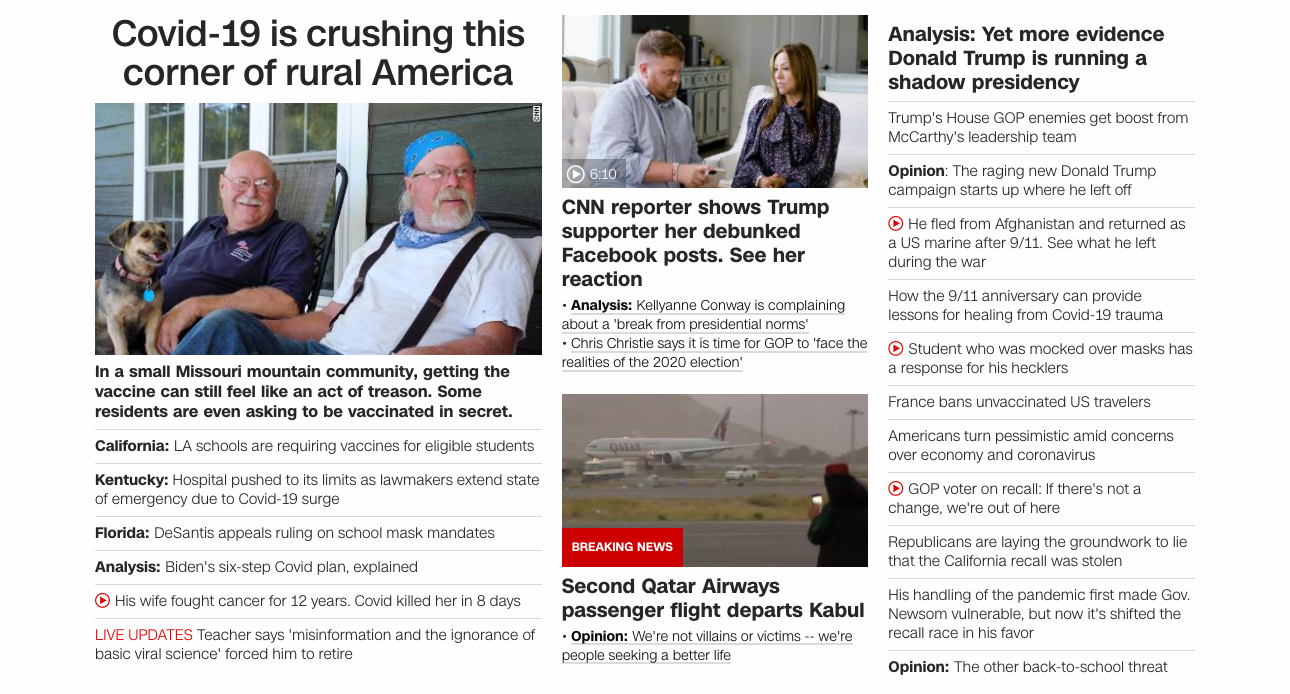 Covid-19 is crushing this
corner of rural America
CNN
In a small Missouri mountain community, getting the
vaccine can still feel like an act of treason. Some
residents are even asking to be vaccinated in secret.
California: LA schools are requiring vaccines for eligible students
Kentucky: Hospital pushed to its limits as lawmakers extend state
of emergency due to Covid-19 surge
Florida: DeSantis appeals ruling on school mask mandates
Analysis: Biden's six-step Covid plan, explained
His wife fought cancer for 12 years. Covid killed her in 8 days
LIVE UPDATES Teacher says 'misinformation and the ignorance of
basic viral science' forced him to retire
6:10
CNN reporter shows Trump
supporter her debunked
Facebook posts. See her
reaction
• Analysis: Kellyanne Conway is complaining
about a 'break from presidential norms'
• Chris Christie says it is time for GOP to 'face the
realities of the 2020 election'
QATAR
BREAKING NEWS
Second Qatar Airways
passenger flight departs Kabul
• Opinion: We're not villains or victims -- we're
people seeking a better life
Analysis: Yet more evidence
Donald Trump is running a
shadow presidency
Trump's House GOP enemies get boost from
McCarthy's leadership team
Opinion: The raging new Donald Trump
campaign starts up where he left off
He fled from Afghanistan and returned as
a US marine after 9/11. See what he left
during the war
How the 9/11 anniversary can provide
lessons for healing from Covid-19 trauma
Student who was mocked over masks has
a response for his hecklers
France bans unvaccinated US travelers
Americans turn pessimistic amid concerns
over economy and coronavirus
GOP voter on recall: If there's not a
change, we're out of here
Republicans are laying the groundwork to lie
that the California recall was stolen
His handling of the pandemic first made Gov.
Newsom vulnerable, but now it's shifted the
recall race in his favor
Opinion: The other back-to-school threat